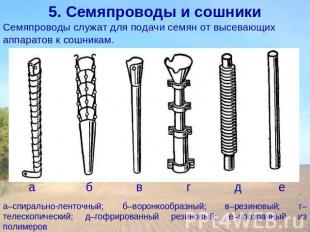 5. Семяпроводы и сошники
Семяпроводы служат для подачи семян от высевающих
аппаратов к сошникам.
а б в г д е
а–спирально-ленточный; б–воронкообразный; в–резиновый; г–
телескопический; д–гофрированный резиновый; е–прозрачный из
полимеров